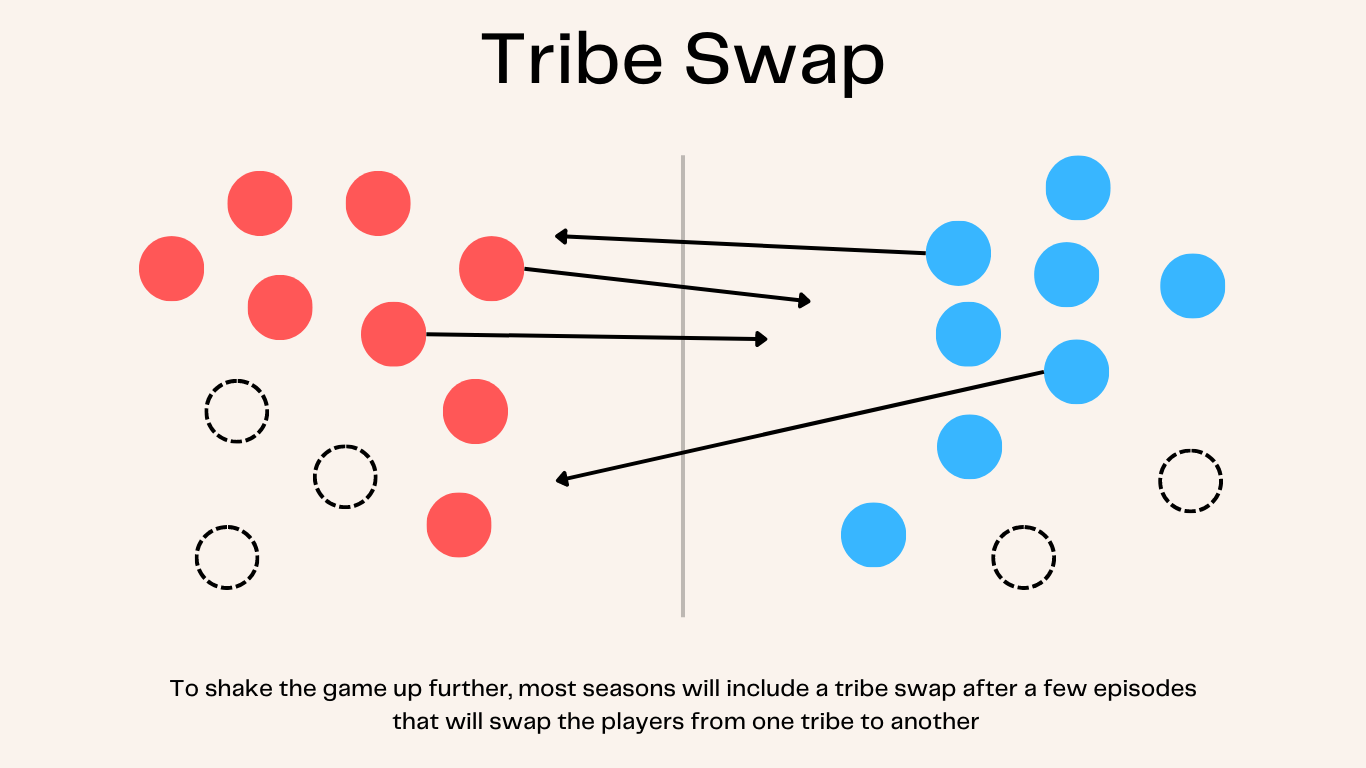 Tribe Swap
To shake the game up further, most seasons will include a tribe swap after a few episodes
that will swap the players from one tribe to another